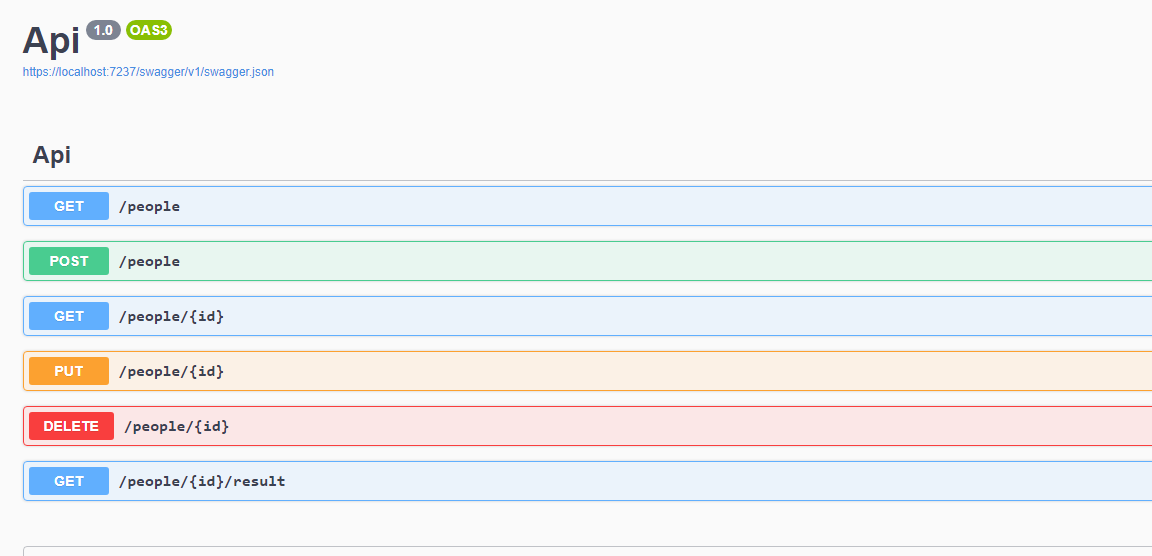 Api 1.0 OAS3
https://localhost:7237/swagger/v1/swagger.json
Api
GET /people
POST /people
GET /people/{id}
PUT /people/{id}
DELETE /people/{id}
GET /people/{id}/result